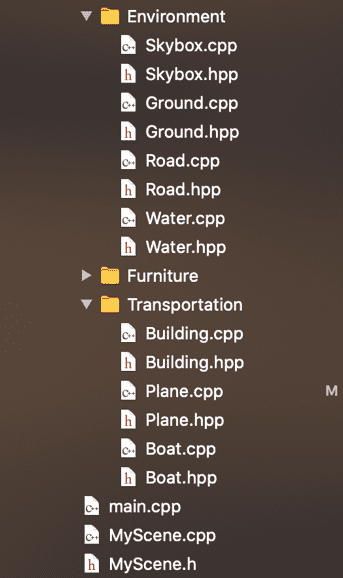 Environment
Skybox.cpp
Skybox.hpp
Ground.cpp
Ground.hpp
Road.cpp
Road.hpp
Water.cpp
Water.hpp
Furniture
Transportation
Building.cpp
Building.hpp
Plane.cpp M
Plane.hpp
Boat.cpp
Boat.hpp
main.cpp
MyScene.cpp
MyScene.h